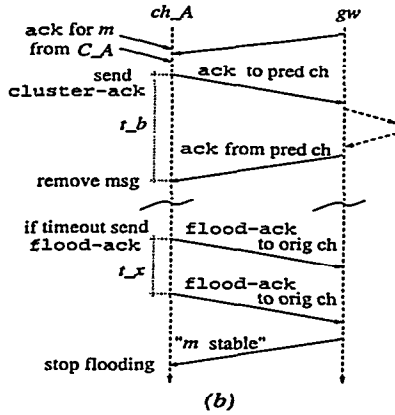 ch_A
gw
ack for m
from C_A
send
cluster-ack
ack to pred ch
t_b
ack from pred ch
remove msg
if timeout send
flood-ack
flood-ack
to orig ch
t_x
flood-ack
to orig ch
"m stable"
stop flooding
(b)